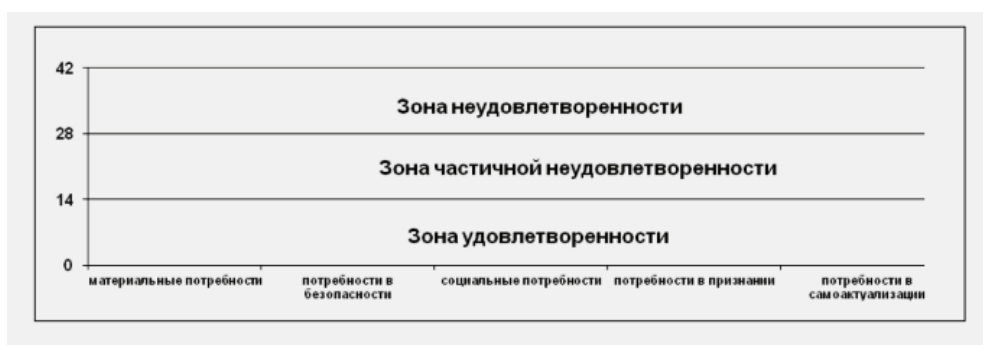 42
Зона неудовлетворенности
28
Зона частичной неудовлетворенности
14
Зона удовлетворенности
0
материальные потребности
потребности в
безопасности
социальные потребности
потребности в признании
потребности в
самоактуализации